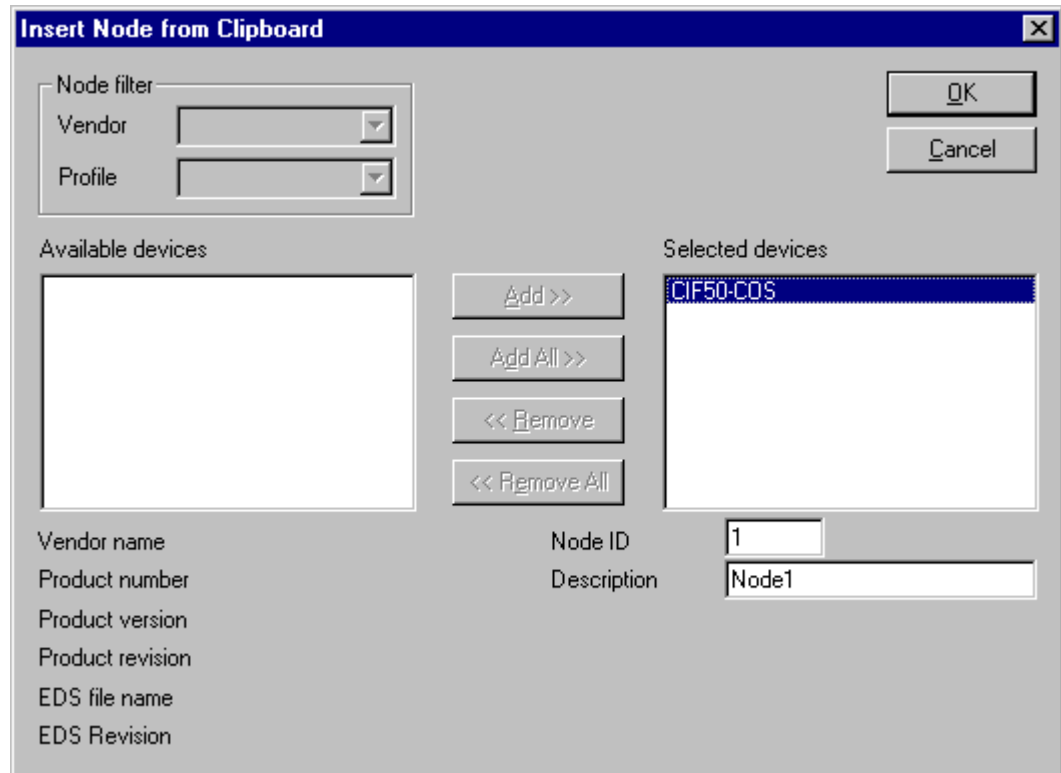 Insert Node from Clipboard
Node filter
Vendor
Profile
OK
Cancel
Available devices
Selected devices
CIF50-COS
Add >>
Add All >>
<< Remove
<< Remove All
Vendor name
Node ID 1
Product number
Description Node1
Product version
Product revision
EDS file name
EDS Revision